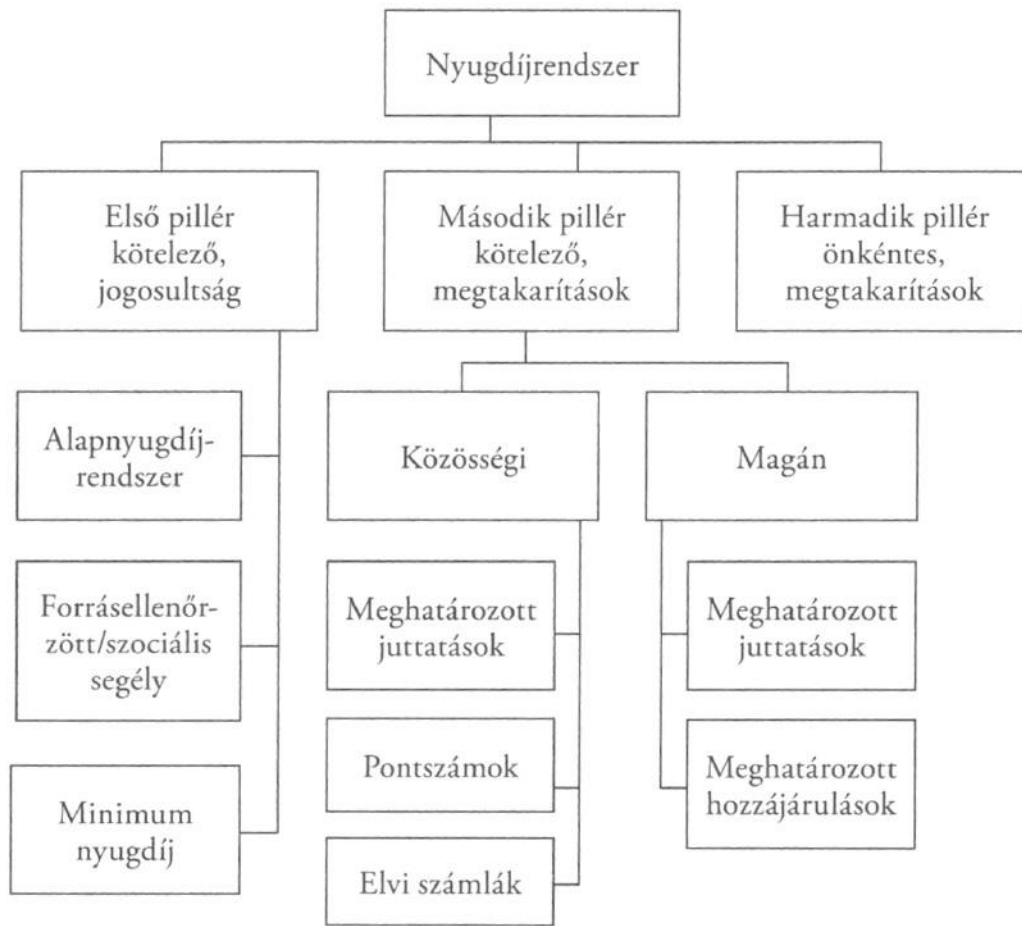 Nyugdíjrendszer
Első pillér
kötelező,
jogosultság
Második pillér
kötelező,
megtakarítások
Harmadik pillér
önkéntes,
megtakarítások
Alapnyugdíj-
rendszer
Közösségi
Magán
Forrásellenőr-
zött/szociális
segély
Meghatározott
juttatások
Meghatározott
juttatások
Minimum
nyugdíj
Pontszámok
Meghatározott
hozzájárulások
Elvi számlák